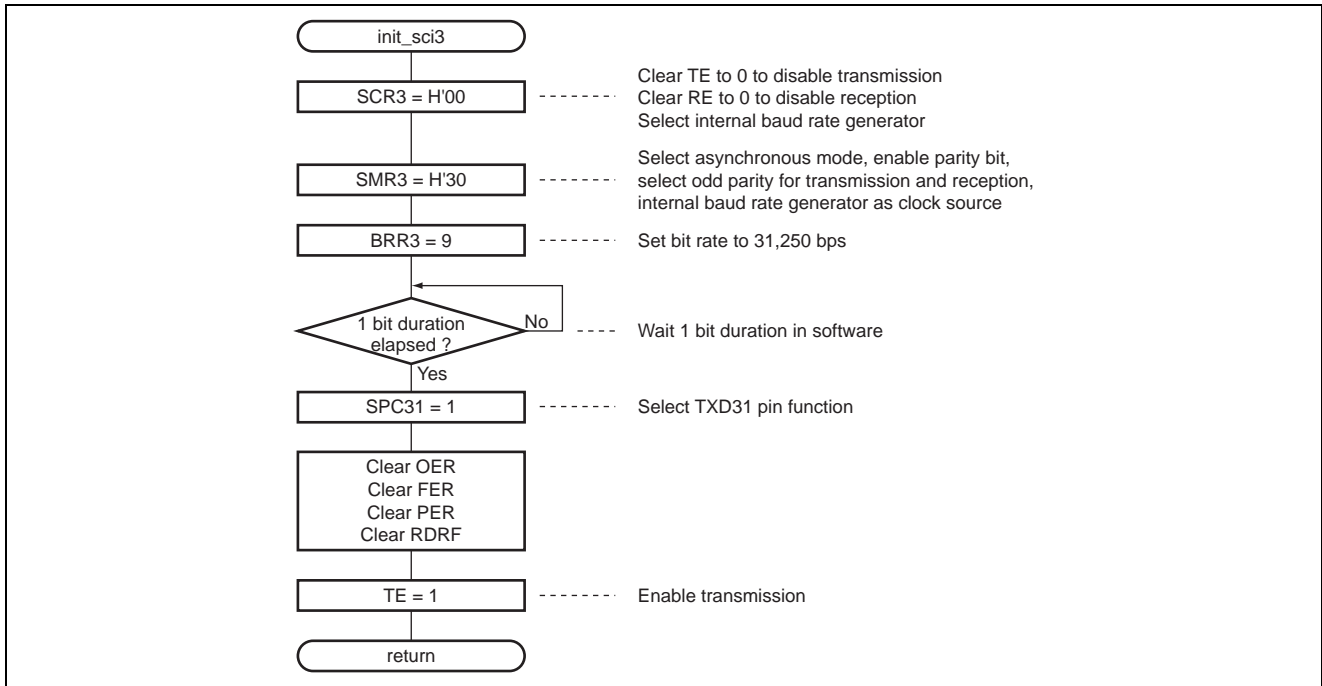 init_sci3
SCR3 = H'00
Clear TE to 0 to disable transmission
Clear RE to 0 to disable reception
Select internal baud rate generator
SMR3 = H'30
Select asynchronous mode, enable parity bit,
select odd parity for transmission and reception,
internal baud rate generator as clock source
BRR3 = 9
Set bit rate to 31,250 bps
1 bit duration
elapsed ?
No
Wait 1 bit duration in software
Yes
SPC31 = 1
Select TXD31 pin function
Clear OER
Clear FER
Clear PER
Clear RDRF
TE = 1
Enable transmission
return